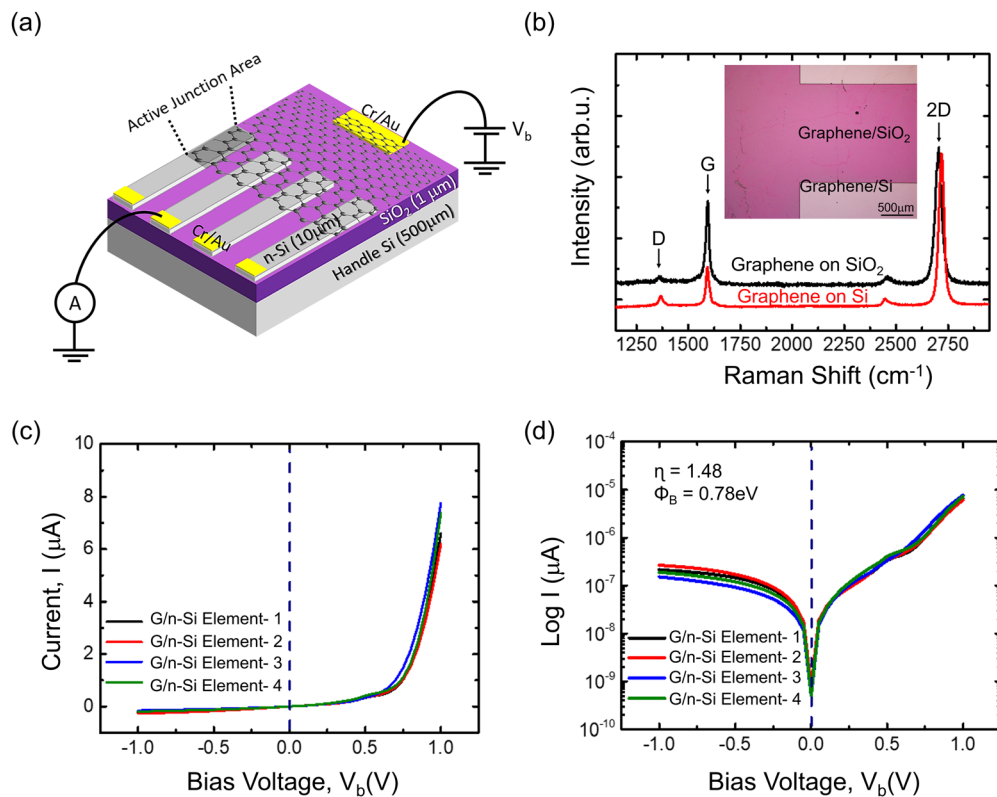 (a)
Active Junction Area
Cr/Au
V_b
SiO₂ (1 μm)
n-Si (10μm)
Cr/Au
Handle Si (500μm)
A
(b)
Intensity (arb.u.)
D
G
2D
Graphene/SiO₂
Graphene/Si
500μm
Graphene on SiO₂
Graphene on Si
1250 1500 1750 2000 2250 2500 2750
Raman Shift (cm⁻¹)
(c)
Current, I (μA)
10
8
6
4
2
0
G/n-Si Element- 1
G/n-Si Element- 2
G/n-Si Element- 3
G/n-Si Element- 4
-1.0 -0.5 0.0 0.5 1.0
Bias Voltage, V_b(V)
(d)
Log I (μA)
10⁻⁴
10⁻⁵
10⁻⁶
10⁻⁷
10⁻⁸
10⁻⁹
10⁻¹⁰
η = 1.48
Φ_B = 0.78eV
G/n-Si Element- 1
G/n-Si Element- 2
G/n-Si Element- 3
G/n-Si Element- 4
-1.0 -0.5 0.0 0.5 1.0
Bias Voltage, V_b(V)